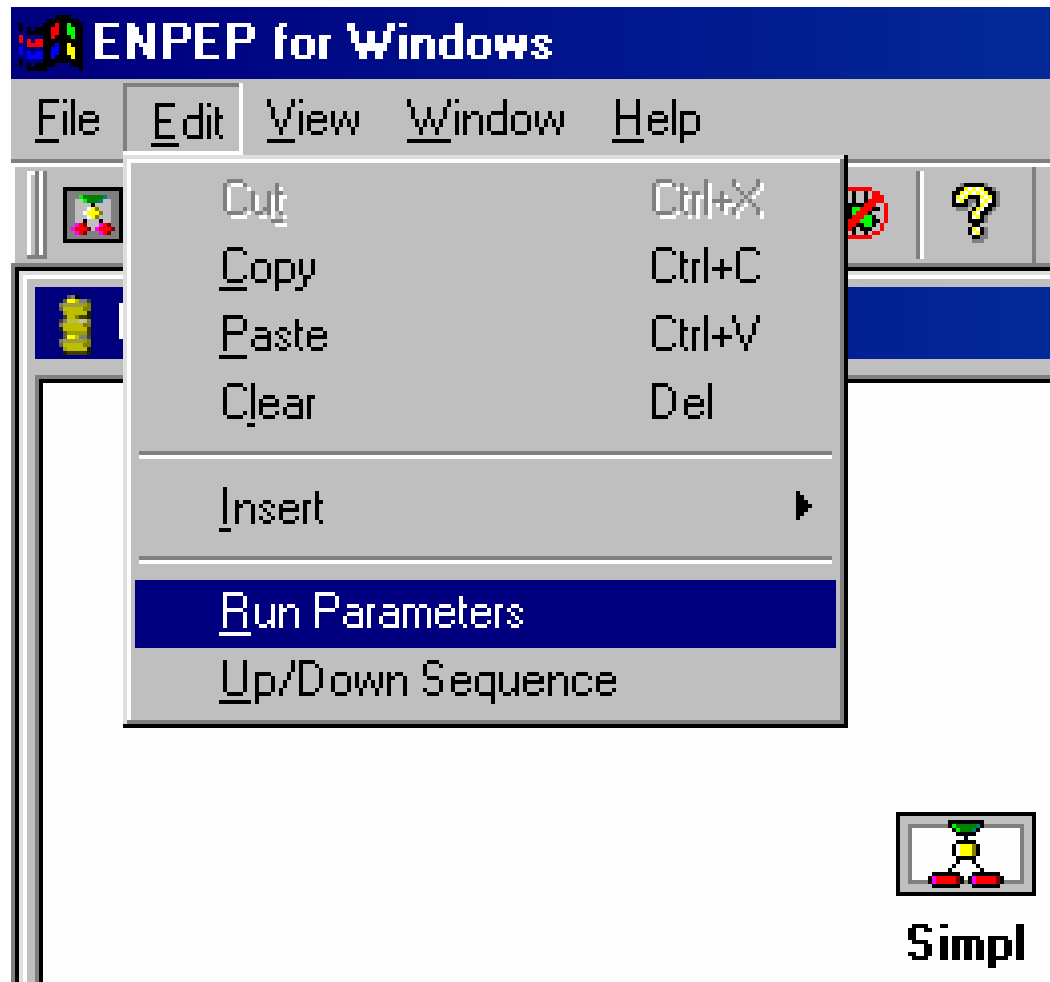 ENPEP for Windows
File Edit View Window Help
Cut Ctrl+X
Copy Ctrl+C
Paste Ctrl+V
Clear Del
Insert
Run Parameters
Up/Down Sequence
Simpl